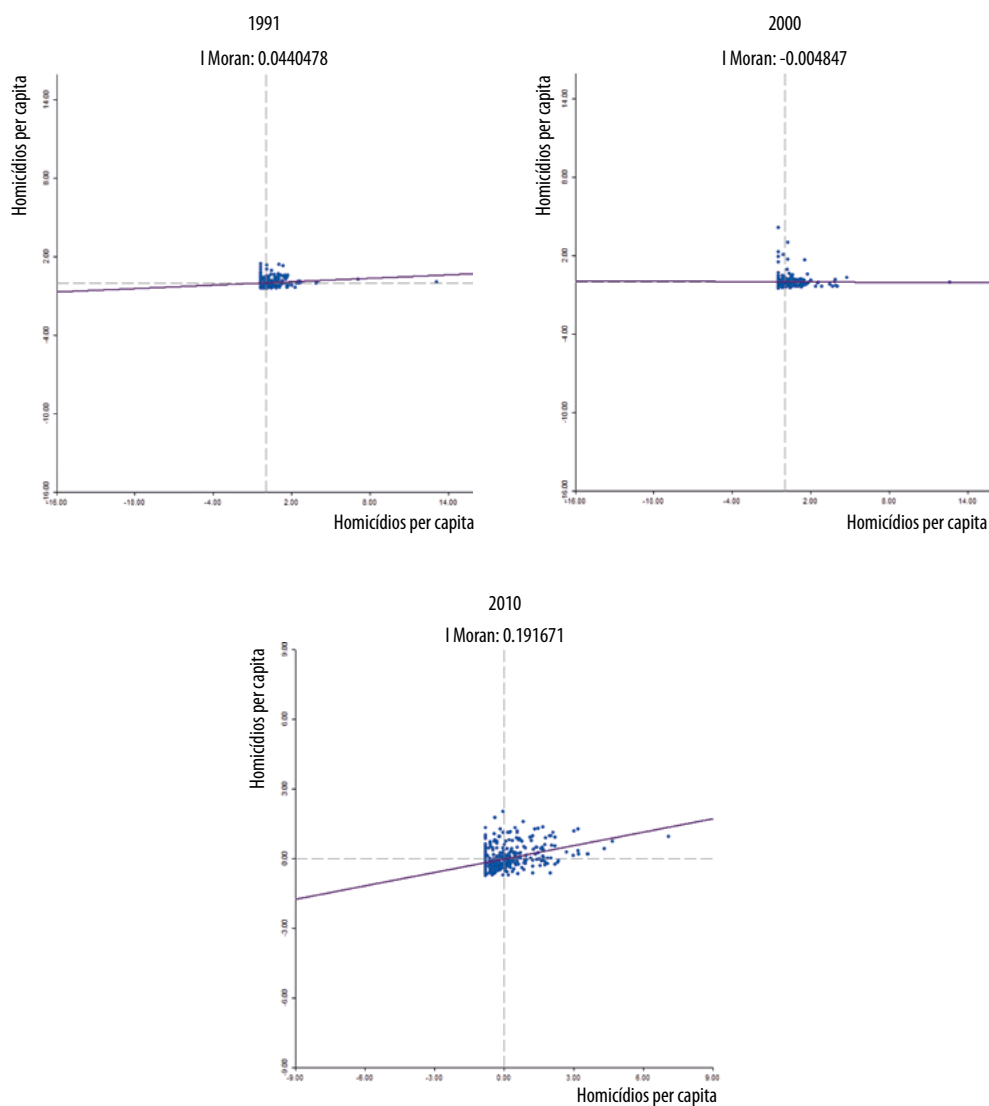 1991
I Moran: 0.0440478
Homicídios per capita
14.00
8.00
2.00
-4.00
-10.00
-16.00
-16.00 -10.00 -4.00 2.00 8.00 14.00
Homicídios per capita
2000
I Moran: -0.004847
Homicídios per capita
14.00
8.00
2.00
-4.00
-10.00
-16.00
-16.00 -10.00 -4.00 2.00 8.00 14.00
Homicídios per capita
2010
I Moran: 0.191671
Homicídios per capita
9.00
6.00
3.00
0.00
-3.00
-6.00
-9.00
-9.00 -6.00 -3.00 0.00 3.00 6.00 9.00
Homicídios per capita